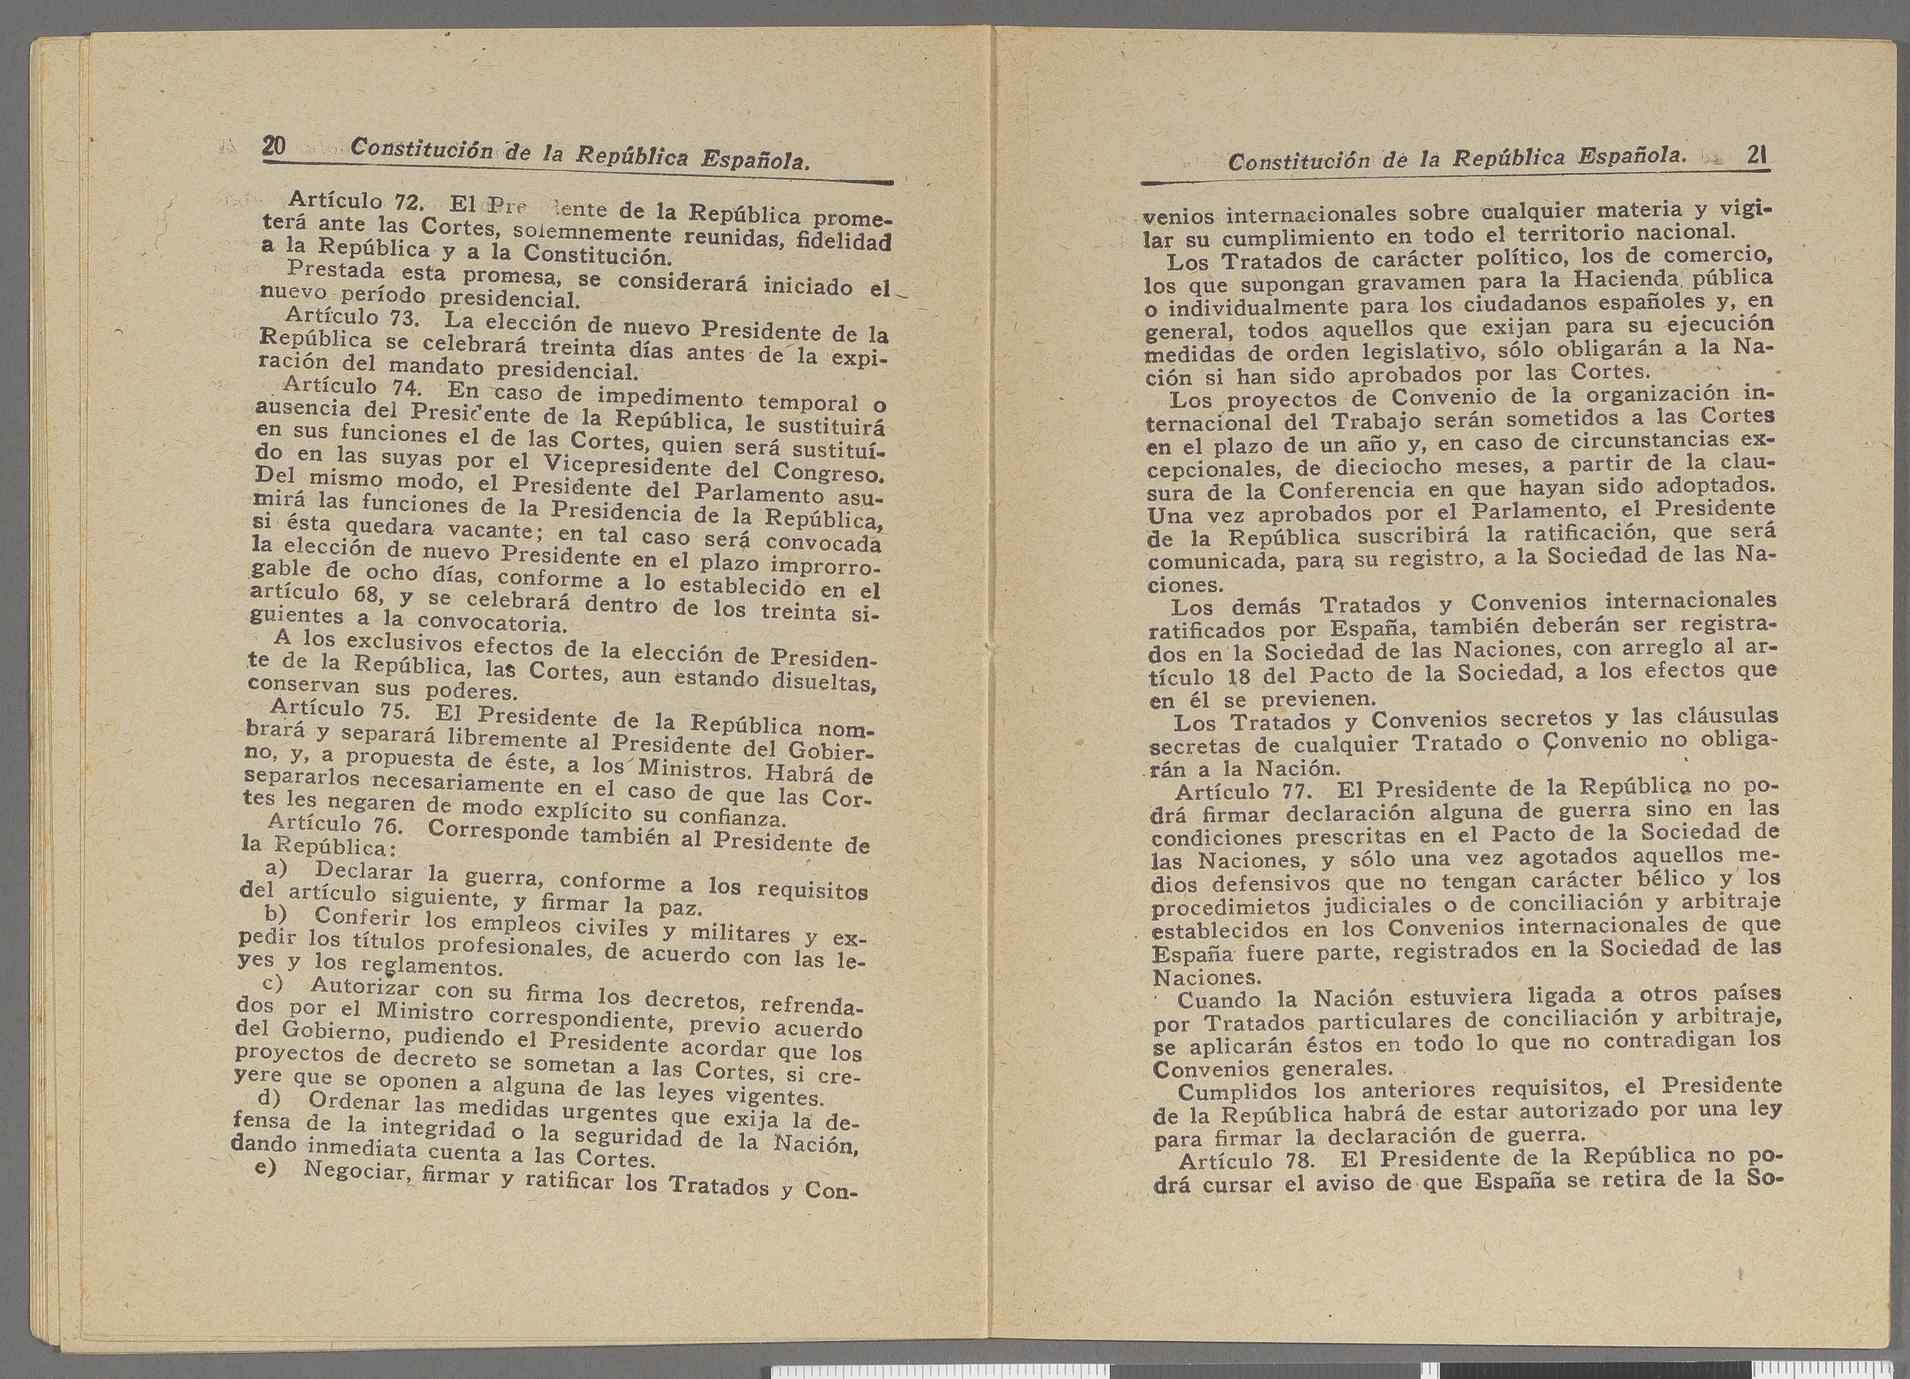 20 Constitución de la República Española.
Artículo 72. El Pre dente de la República prome-
terá ante las Cortes, solemnemente reunidas, fidelidad
a la República y a la Constitución.
Prestada esta promesa, se considerará iniciado el
nuevo período presidencial.
Artículo 73. La elección de nuevo Presidente de la
República se celebrará treinta días antes de la expi-
ración del mandato presidencial.
Artículo 74. En caso de impedimento temporal o
ausencia del Presidente de la República, le sustituirá
en sus funciones el de las Cortes, quien será sustituí-
do en las suyas por el Vicepresidente del Congreso.
Del mismo modo, el Presidente del Parlamento asu-
mirá las funciones de la Presidencia de la República,
si ésta quedara vacante; en tal caso será convocada
la elección de nuevo Presidente en el plazo improrro-
gable de ocho días, conforme a lo establecido en el
artículo 68, y se celebrará dentro de los treinta si-
guientes a la convocatoria.
A los exclusivos efectos de la elección de Presiden-
te de la República, las Cortes, aun estando disueltas,
conservan sus poderes.
Artículo 75. El Presidente de la República nom-
brará y separará libremente al Presidente del Gobier-
no, y, a propuesta de éste, a los Ministros. Habrá de
separarlos necesariamente en el caso de que las Cor-
tes les negaren de modo explícito su confianza.
Artículo 76. Corresponde también al Presidente de
la República:
a) Declarar la guerra, conforme a los requisitos
del artículo siguiente, y firmar la paz.
b) Conferir los empleos civiles y militares y ex-
pedir los títulos profesionales, de acuerdo con las le-
yes y los reglamentos.
c) Autorizar con su firma los decretos, refrenda-
dos por el Ministro correspondiente, previo acuerdo
del Gobierno, pudiendo el Presidente acordar que los
proyectos de decreto se sometan a las Cortes, si cre-
yere que se oponen a alguna de las leyes vigentes.
d) Ordenar las medidas urgentes que exija la de-
fensa de la integridad o la seguridad de la Nación,
dando inmediata cuenta a las Cortes.
e) Negociar, firmar y ratificar los Tratados y Con-
Constitución de la República Española. 21
venios internacionales sobre cualquier materia y vigi-
lar su cumplimiento en todo el territorio nacional.
Los Tratados de carácter político, los de comercio,
los que supongan gravamen para la Hacienda pública
o individualmente para los ciudadanos españoles y, en
general, todos aquellos que exijan para su ejecución
medidas de orden legislativo, sólo obligarán a la Na-
ción si han sido aprobados por las Cortes.
Los proyectos de Convenio de la organización in-
ternacional del Trabajo serán sometidos a las Cortes
en el plazo de un año y, en caso de circunstancias ex-
cepcionales, de dieciocho meses, a partir de la clau-
sura de la Conferencia en que hayan sido adoptados.
Una vez aprobados por el Parlamento, el Presidente
de la República suscribirá la ratificación, que será
comunicada, para su registro, a la Sociedad de las Na-
ciones.
Los demás Tratados y Convenios internacionales
ratificados por España, también deberán ser registra-
dos en la Sociedad de las Naciones, con arreglo al ar-
tículo 18 del Pacto de la Sociedad, a los efectos que
en él se previenen.
Los Tratados y Convenios secretos y las cláusulas
secretas de cualquier Tratado o Convenio no obliga-
rán a la Nación.
Artículo 77. El Presidente de la República no po-
drá firmar declaración alguna de guerra sino en las
condiciones prescritas en el Pacto de la Sociedad de
las Naciones, y sólo una vez agotados aquellos me-
dios defensivos que no tengan carácter bélico y los
procedimietos judiciales o de conciliación y arbitraje
establecidos en los Convenios internacionales de que
España fuere parte, registrados en la Sociedad de las
Naciones.
Cuando la Nación estuviera ligada a otros países
por Tratados particulares de conciliación y arbitraje,
se aplicarán éstos en todo lo que no contradigan los
Convenios generales.
Cumplidos los anteriores requisitos, el Presidente
de la República habrá de estar autorizado por una ley
para firmar la declaración de guerra.
Artículo 78. El Presidente de la República no po-
drá cursar el aviso de que España se retira de la So-